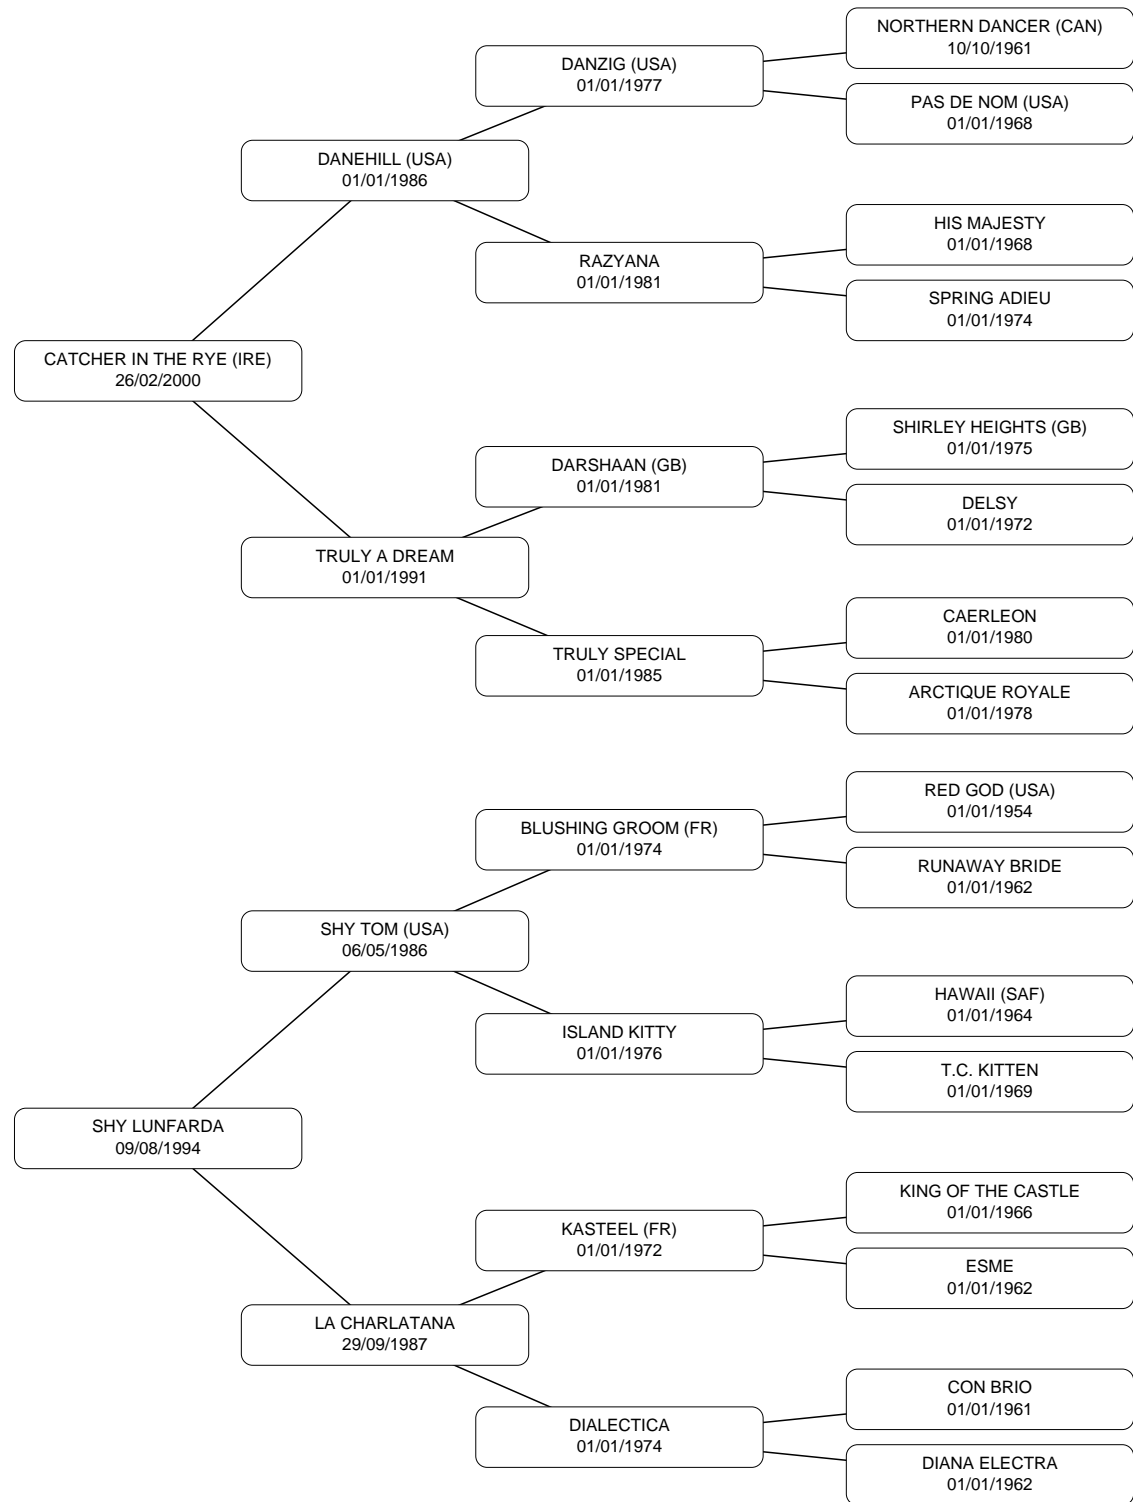 NORTHERN DANCER (CAN)
10/10/1961
DANZIG (USA)
01/01/1977
PAS DE NOM (USA)
01/01/1968
DANEHILL (USA)
01/01/1986
HIS MAJESTY
01/01/1968
RAZYANA
01/01/1981
SPRING ADIEU
01/01/1974
CATCHER IN THE RYE (IRE)
26/02/2000
SHIRLEY HEIGHTS (GB)
01/01/1975
DARSHAAN (GB)
01/01/1981
DELSY
01/01/1972
TRULY A DREAM
01/01/1991
CAERLEON
01/01/1980
TRULY SPECIAL
01/01/1985
ARCTIQUE ROYALE
01/01/1978
RED GOD (USA)
01/01/1954
BLUSHING GROOM (FR)
01/01/1974
RUNAWAY BRIDE
01/01/1962
SHY TOM (USA)
06/05/1986
HAWAII (SAF)
01/01/1964
ISLAND KITTY
01/01/1976
T.C. KITTEN
01/01/1969
SHY LUNFARDA
09/08/1994
KING OF THE CASTLE
01/01/1966
KASTEEL (FR)
01/01/1972
ESME
01/01/1962
LA CHARLATANA
29/09/1987
CON BRIO
01/01/1961
DIALECTICA
01/01/1974
DIANA ELECTRA
01/01/1962